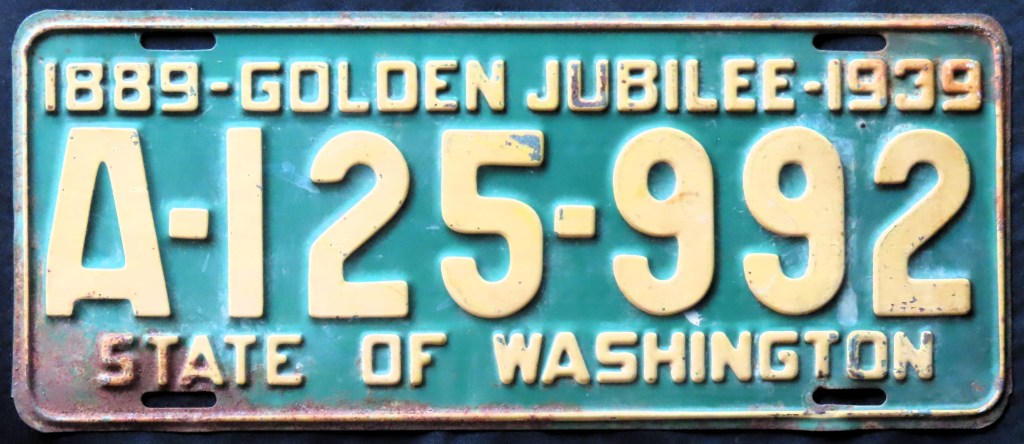 1889-GOLDEN JUBILEE-1939
A-125-992
STATE OF WASHINGTON